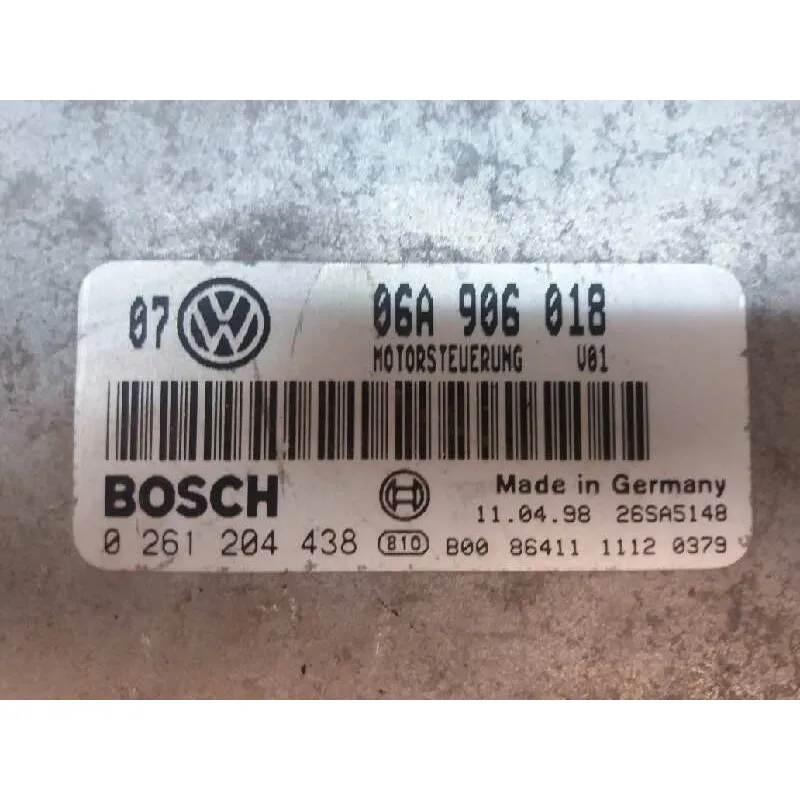 07 VW 06A 906 018
MOTORSTEUERUNG V01
BOSCH Made in Germany
11.04.98 26SA5148
0 261 204 438 810 B00 86411 1112 0379